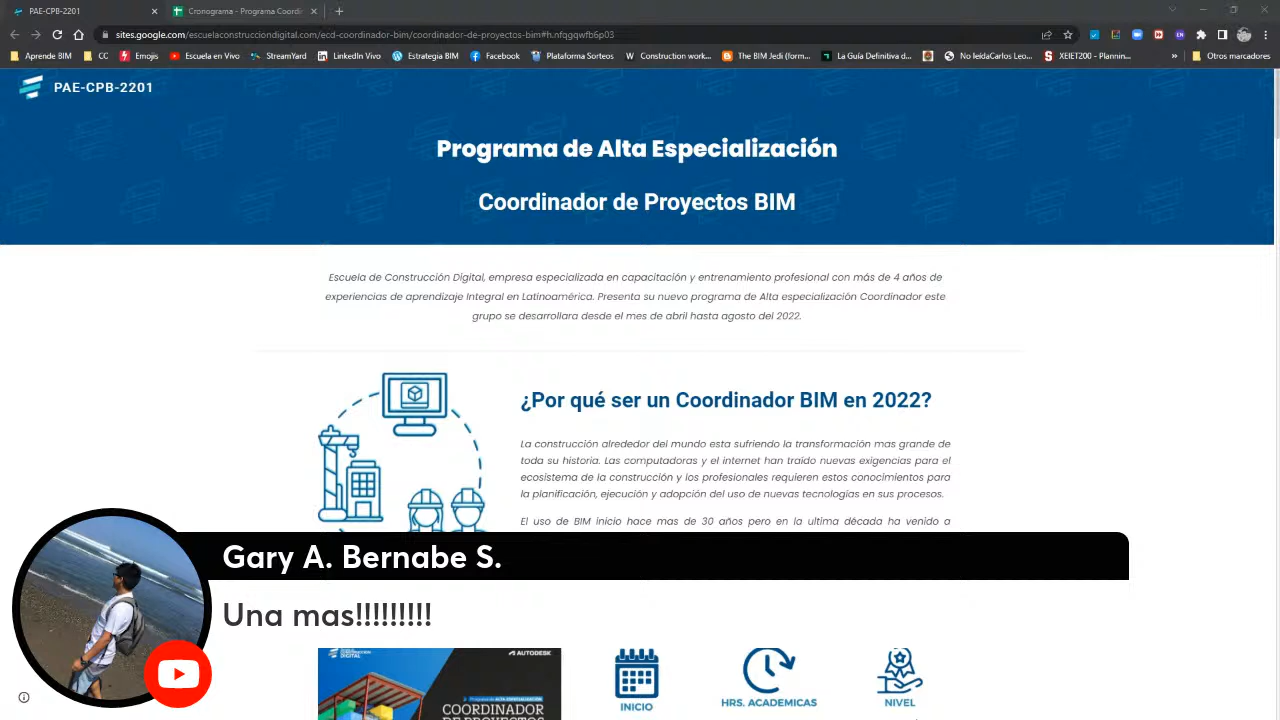 PAE-CPB-2201
Cronograma - Programa Coordi
sites.google.com/escuelaconstrucciondigital.com/ecd-coordinador-bim/coordinador-de-proyectos-bim#h.nfqgqwfb6p03
Aprende BIM
CC
Emojis
Escuela en Vivo
StreamYard
LinkedIn Vivo
Estrategia BIM
Facebook
Plataforma Sorteos
Construction work...
The BIM Jedi (form...
La Guía Definitiva d...
No leídaCarlos Leo...
XEIET200 - Plannin...
»
Otros marcadores
PAE-CPB-2201
Programa de Alta Especialización
Coordinador de Proyectos BIM
Escuela de Construcción Digital, empresa especializada en capacitación y entrenamiento profesional con más de 4 años de
experiencias de aprendizaje Integral en Latinoamérica. Presenta su nuevo programa de Alta especialización Coordinador este
grupo se desarrollara desde el mes de abril hasta agosto del 2022.
¿Por qué ser un Coordinador BIM en 2022?
La construcción alrededor del mundo esta sufriendo la transformación mas grande de
toda su historia. Las computadoras y el internet han traído nuevas exigencias para el
ecosistema de la construcción y los profesionales requieren estos conocimientos para
la planificación, ejecución y adopción del uso de nuevas tecnologías en sus procesos.
El uso de BIM inicio hace mas de 30 años pero en la ultima década ha venido a
Gary A. Bernabe S.
Una mas!!!!!!!!!
DIGITAL
AUTODESK
Programa de ALTA ESPECIALIZACIÓN
COORDINADOR
DE PROYECTOS
INICIO
HRS. ACADEMICAS
NIVEL